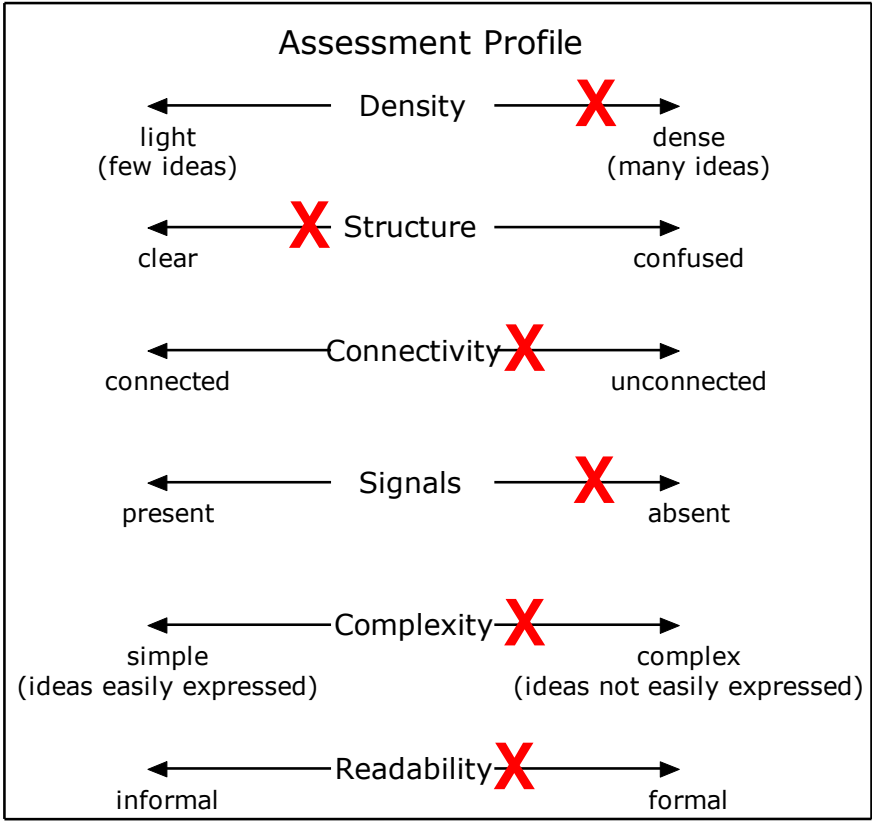 Assessment Profile
Density
light dense
(few ideas) (many ideas)
X
Structure
clear confused
X
Connectivity
connected unconnected
X
Signals
present absent
X
Complexity
simple complex
(ideas easily expressed) (ideas not easily expressed)
X
Readability
informal formal
X